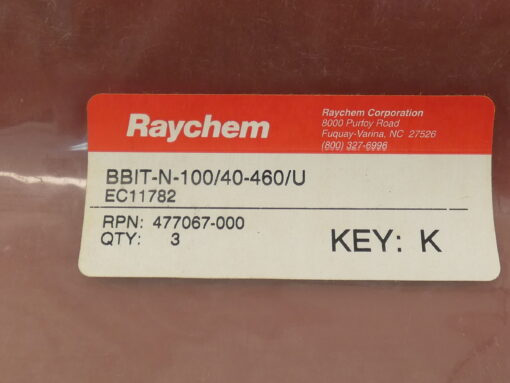 Raychem
Raychem Corporation
8000 Purfoy Road
Fuquay-Varina, NC 27526
(800) 327-6996
BBIT-N-100/40-460/U
EC11782
RPN: 477067-000
QTY: 3
KEY: K